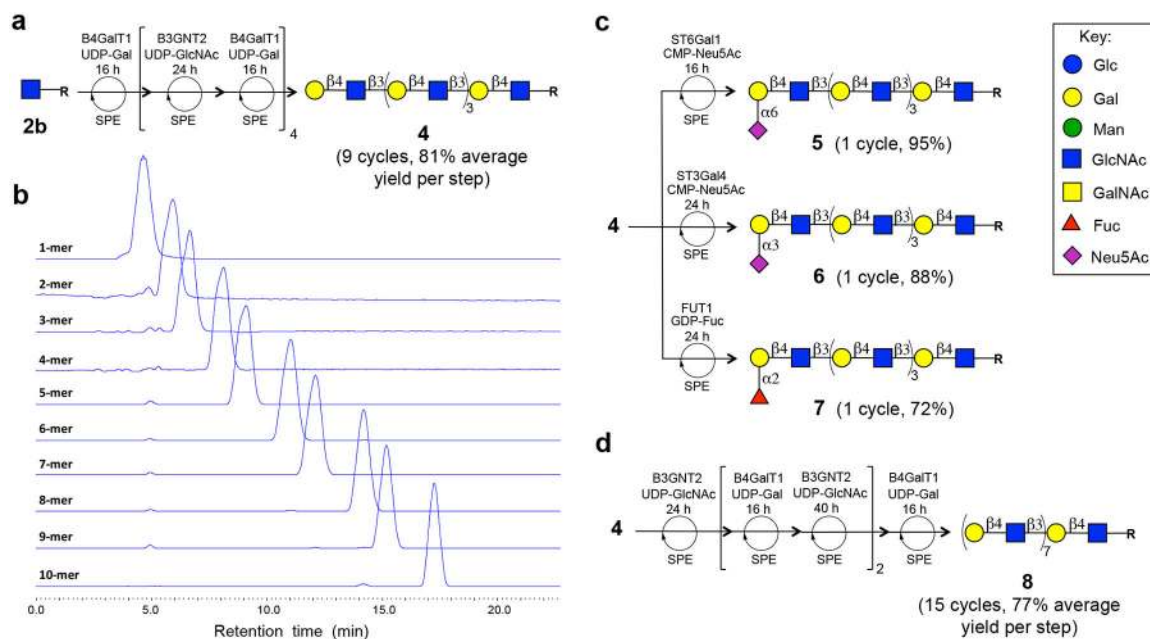 a
B4GalT1 B3GNT2 B4GalT1
UDP-Gal UDP-GlcNAc UDP-Gal
16 h 24 h 16 h
R
SPE SPE SPE
4
2b
β4 β3 ( β4 β3 ) 3 β4 R
4
(9 cycles, 81% average
yield per step)
b
1-mer
2-mer
3-mer
4-mer
5-mer
6-mer
7-mer
8-mer
9-mer
10-mer
0.0 5.0 10.0 15.0 20.0
Retention time (min)
c
4
ST6Gal1
CMP-Neu5Ac
16 h
SPE
β4 β3 ( β4 β3 ) 3 β4 R
α6
5 (1 cycle, 95%)
ST3Gal4
CMP-Neu5Ac
24 h
SPE
β4 β3 ( β4 β3 ) 3 β4 R
α3
6 (1 cycle, 88%)
FUT1
GDP-Fuc
24 h
SPE
β4 β3 ( β4 β3 ) 3 β4 R
α2
7 (1 cycle, 72%)
Key:
Glc
Gal
Man
GlcNAc
GalNAc
Fuc
Neu5Ac
d
B3GNT2 B4GalT1 B3GNT2 B4GalT1
UDP-GlcNAc UDP-Gal UDP-GlcNAc UDP-Gal
24 h 16 h 40 h 16 h
4
SPE SPE SPE SPE
2
( β4 β3 ) 7 β4 R
8
(15 cycles, 77% average
yield per step)